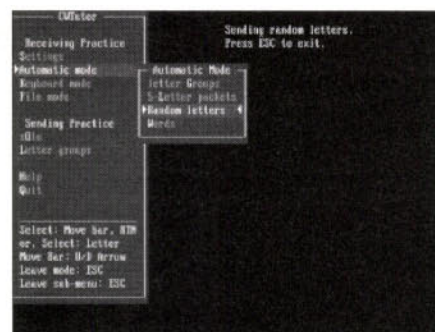 CWTutor
Receiving Practice
Settings
Automatic mode
Keyboard mode
File mode
Sending Practice
Letter groups
Help
Quit
Select: Move bar, RTN
or, Select: Letter
Move Bar: U/D Arrow
Leave mode: ESC
Leave sub-menu: ESC
Automatic Mode
letter Groups
5-Letter packets
Random letters
Words
Sending random letters.
Press ESC to exit.